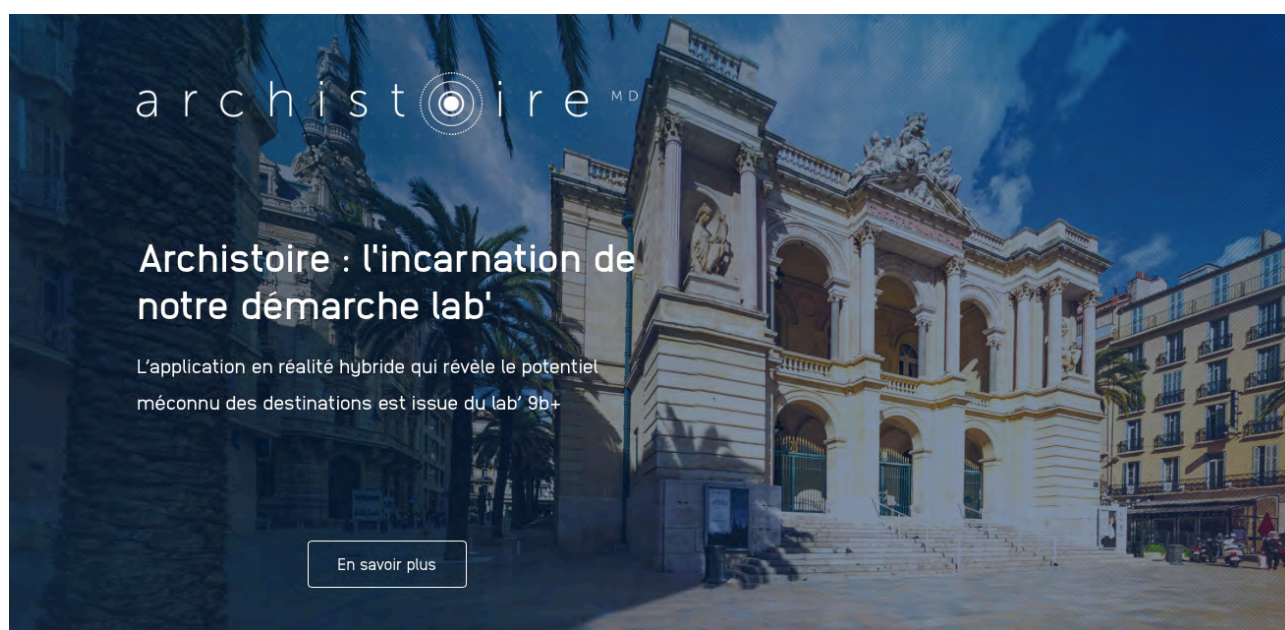 archistoire MD
Archistoire : l'incarnation de
notre démarche lab'
L’application en réalité hybride qui révèle le potentiel
méconnu des destinations est issue du lab’ 9b+
En savoir plus